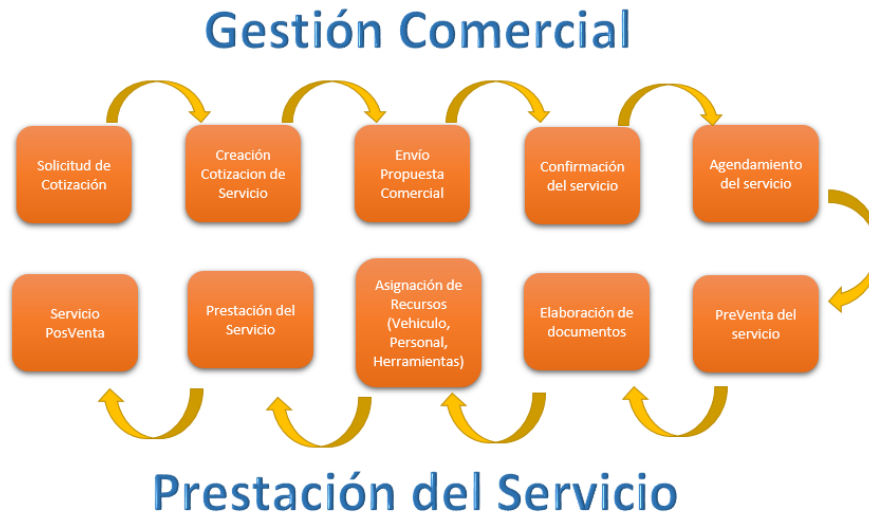 Gestión Comercial
Solicitud de
Cotización
Creación
Cotizacion de
Servicio
Envío
Propuesta
Comercial
Confirmación
del servicio
Agendamiento
del servicio
Servicio
PosVenta
Prestación del
Servicio
Asignación de
Recursos
(Vehiculo,
Personal,
Herramientas)
Elaboración de
documentos
PreVenta del
servicio
Prestación del Servicio